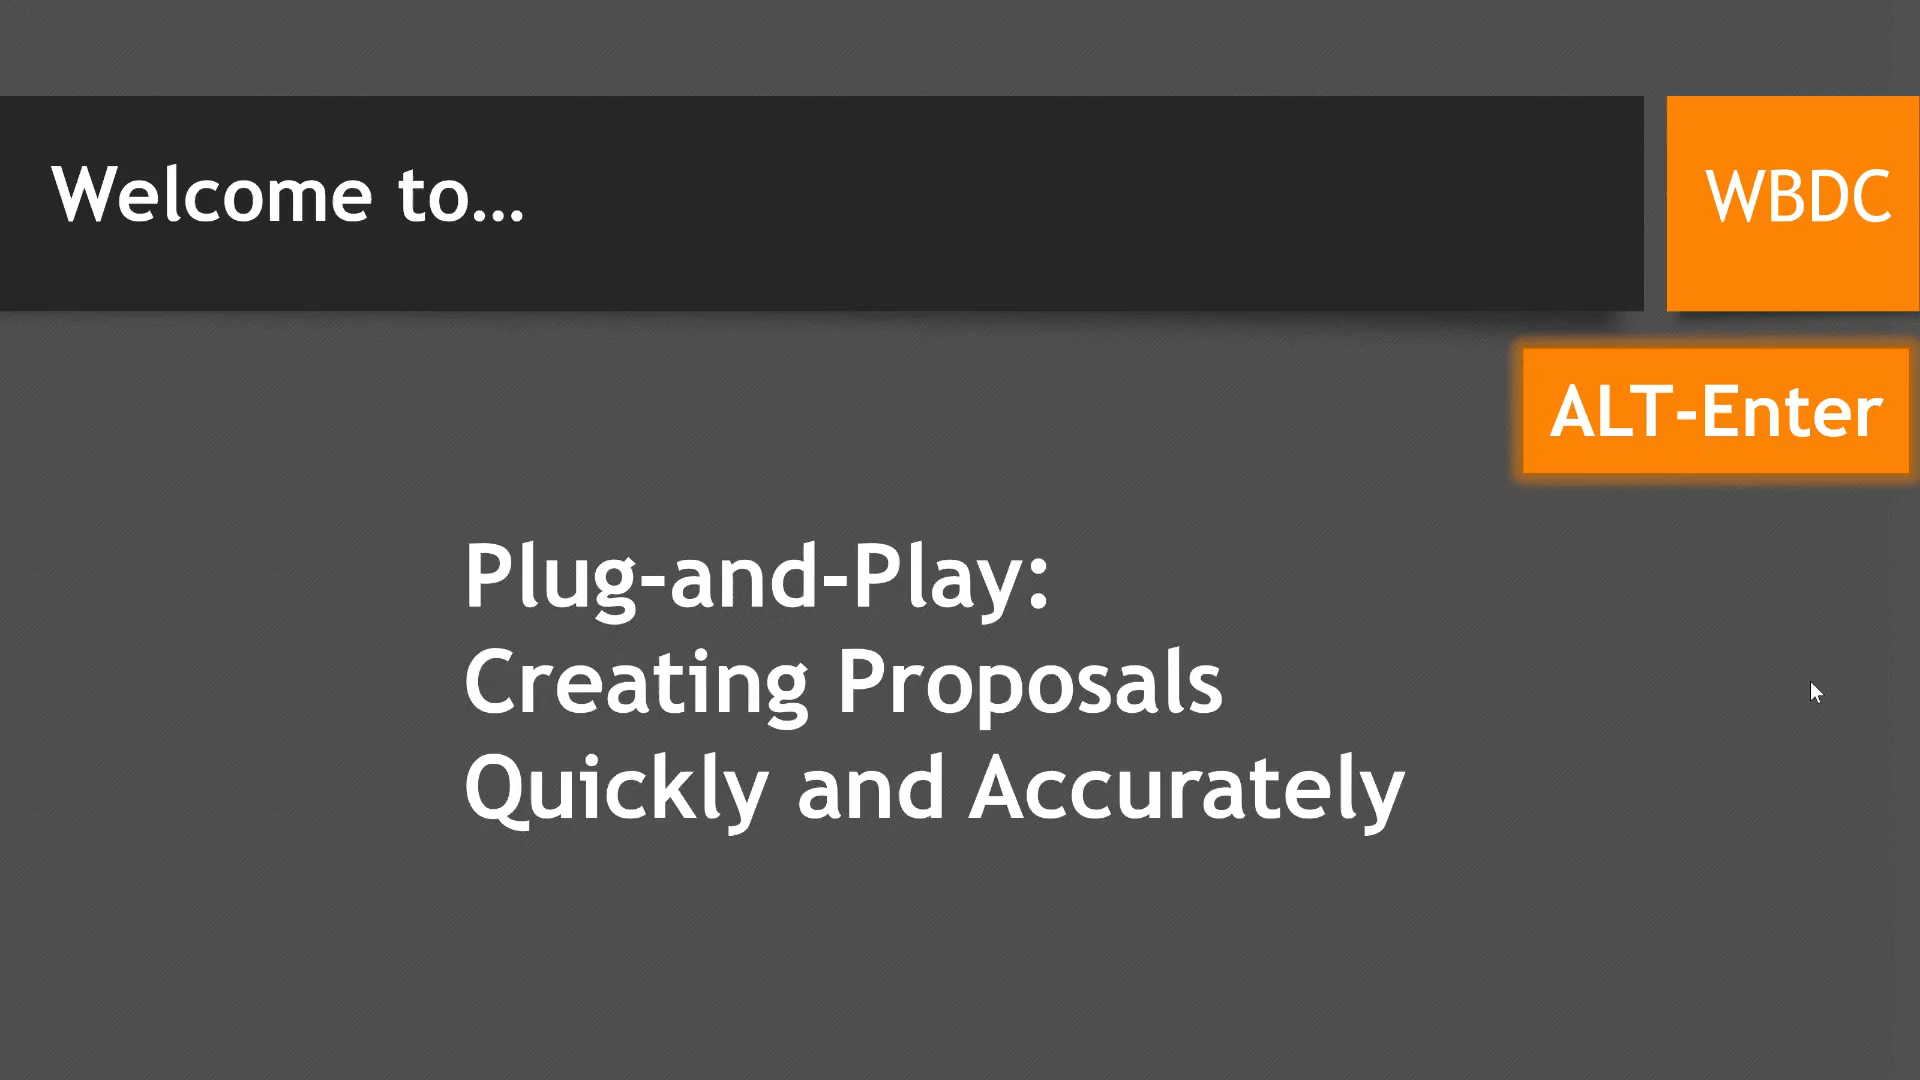 Welcome to...
WBDC
ALT-Enter
Plug-and-Play:
Creating Proposals
Quickly and Accurately